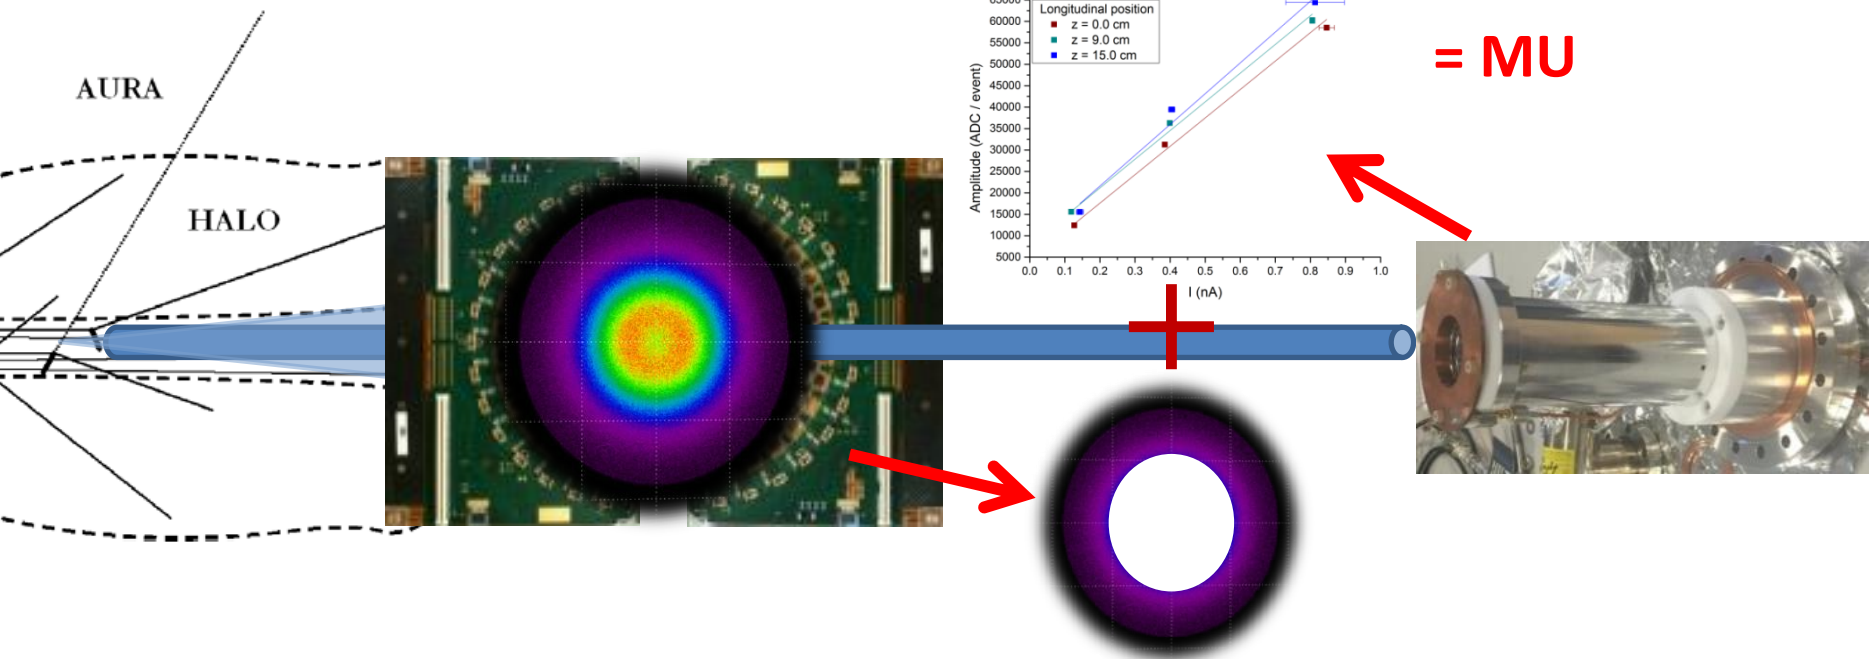 AURA
HALO
65000
60000
55000
50000
45000
40000
35000
30000
25000
20000
15000
10000
5000
Amplitude (ADC / event)
Longitudinal position
z = 0.0 cm
z = 9.0 cm
z = 15.0 cm
0.0 0.1 0.2 0.3 0.4 0.5 0.6 0.7 0.8 0.9 1.0
I (nA)
= MU